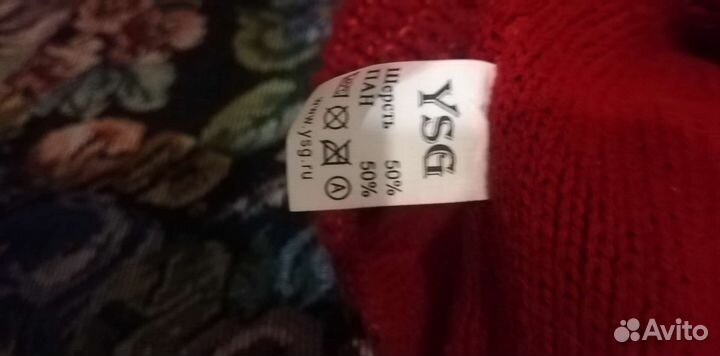 YSG
Шерсть 50%
ПАН 50%
www.ysg.ru
Avito